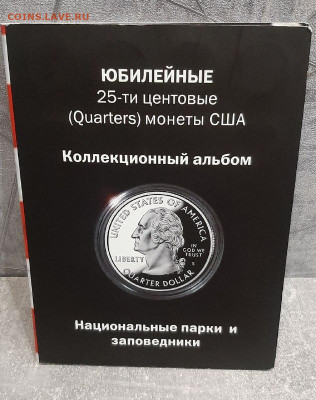 COINS.LAVE.RU
ЮБИЛЕЙНЫЕ
25-ти центовые
(Quarters) монеты США
Коллекционный альбом
UNITED STATES OF AMERICA
LIBERTY
IN
GOD WE
TRUST
S
QUARTER DOLLAR
Национальные парки и
заповедники